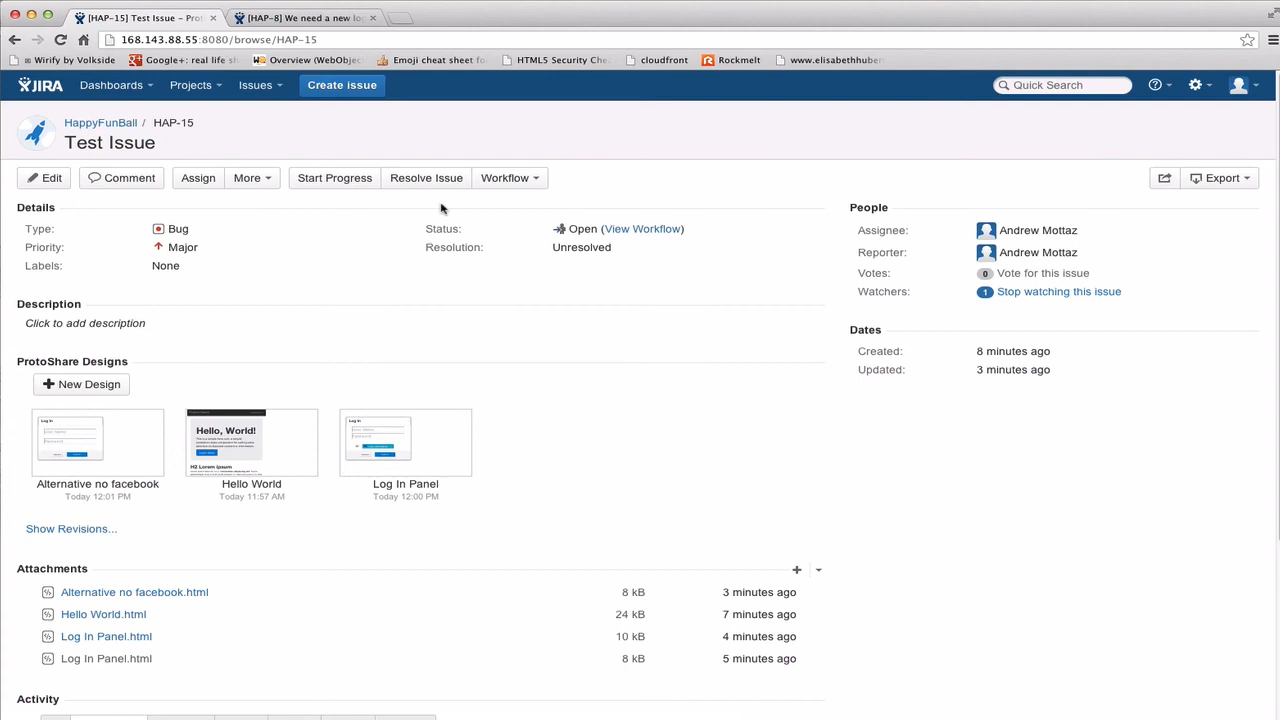 [HAP-15] Test Issue – Pro
[HAP-8] We need a new lo
168.143.88.55:8080/browse/HAP-15
Wirify by Volkside
Google+: real life sh
Overview (WebObjec
Emoji cheat sheet fo
HTML5 Security Che
cloudfront
Rockmelt
www.elisabethhuber
JIRA
Dashboards
Projects
Issues
Create issue
Quick Search
HappyFunBall / HAP-15
Test Issue
Edit
Comment
Assign
More
Start Progress
Resolve Issue
Workflow
Export
Details
Type: Bug
Status: Open (View Workflow)
Priority: Major
Resolution: Unresolved
Labels: None
People
Assignee: Andrew Mottaz
Reporter: Andrew Mottaz
Votes: 0 Vote for this issue
Watchers: 1 Stop watching this issue
Dates
Created: 8 minutes ago
Updated: 3 minutes ago
Description
Click to add description
ProtoShare Designs
New Design
Log In
Hello, World!
H2 Lorem Ipsum
Log In
Alternative no facebook
Today 12:01 PM
Hello World
Today 11:57 AM
Log In Panel
Today 12:00 PM
Show Revisions...
Attachments
Alternative no facebook.html 8 kB 3 minutes ago
Hello World.html 24 kB 7 minutes ago
Log In Panel.html 10 kB 4 minutes ago
Log In Panel.html 8 kB 5 minutes ago
Activity